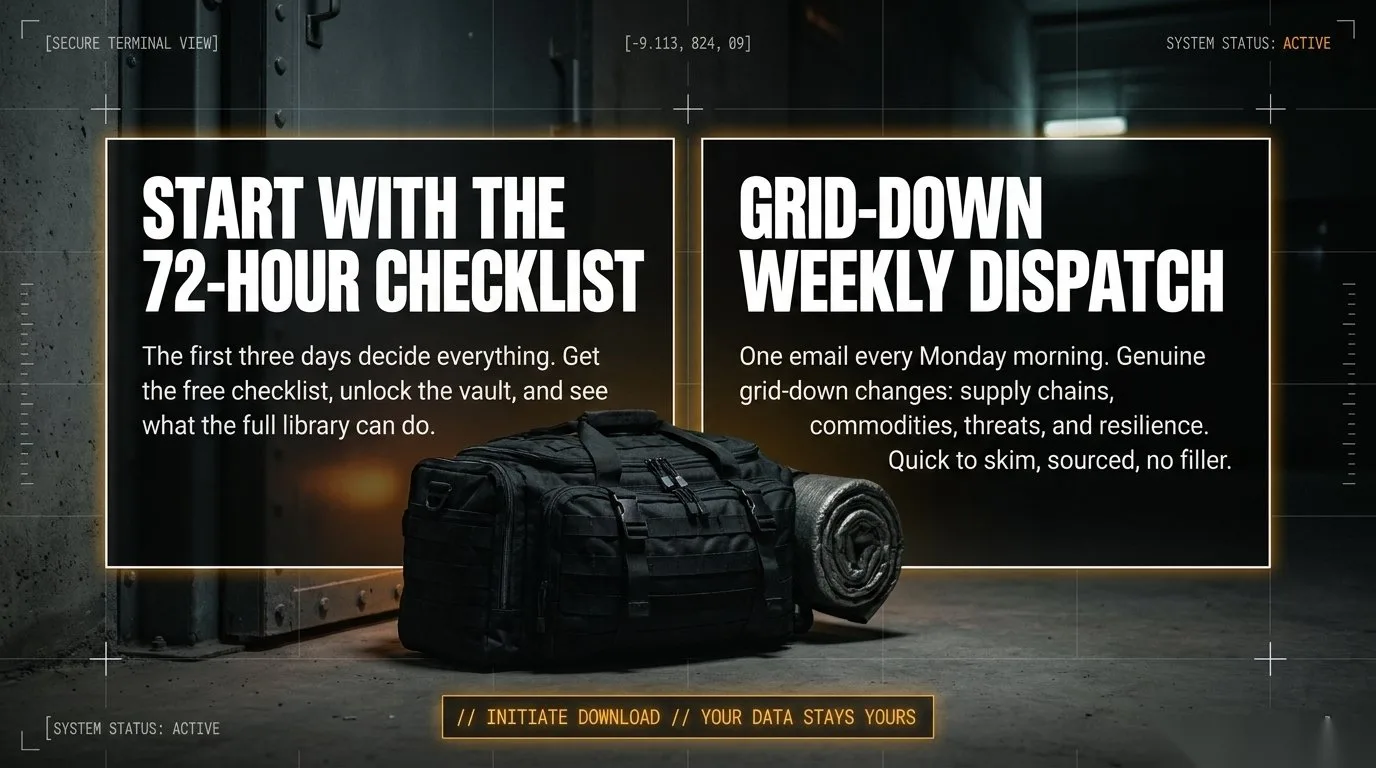 [SECURE TERMINAL VIEW]
[-9.113, 824, 09]
SYSTEM STATUS: ACTIVE
START WITH THE
72-HOUR CHECKLIST
The first three days decide everything. Get
the free checklist, unlock the vault, and see
what the full library can do.
GRID-DOWN
WEEKLY DISPATCH
One email every Monday morning. Genuine
grid-down changes: supply chains,
commodities, threats, and resilience.
Quick to skim, sourced, no filler.
// INITIATE DOWNLOAD // YOUR DATA STAYS YOURS
[SYSTEM STATUS: ACTIVE